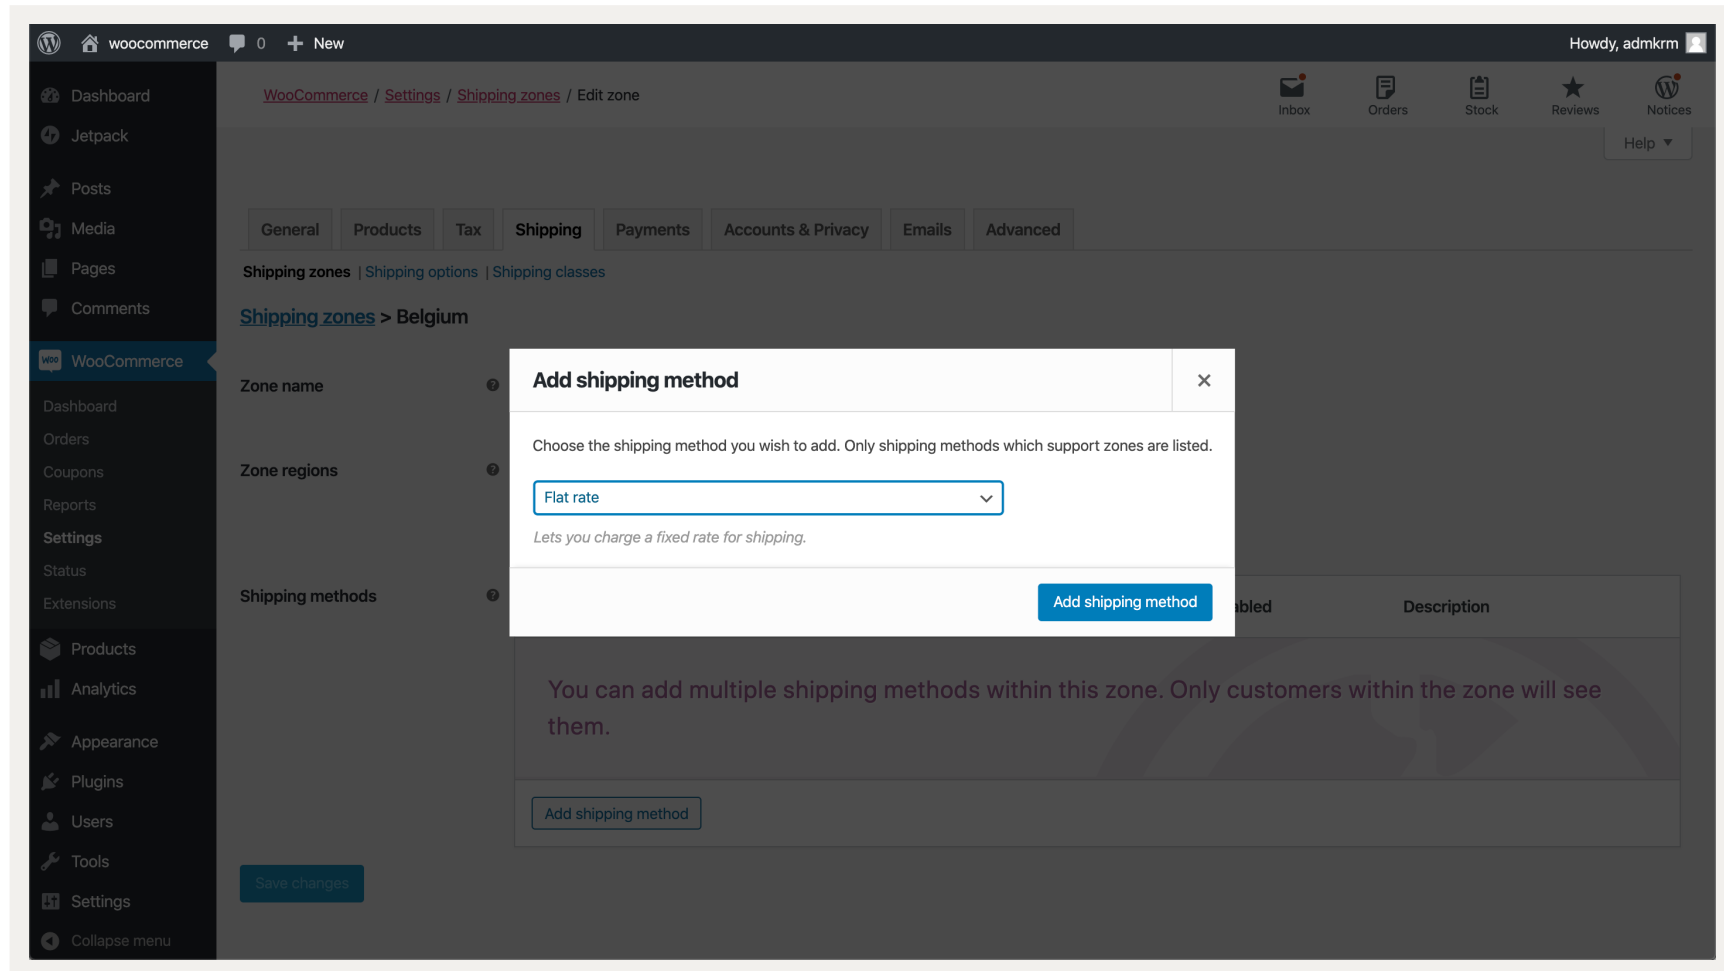 woocommerce 0 New Howdy, admkrm
Dashboard
Jetpack
Posts
Media
Pages
Comments
Woo WooCommerce
Dashboard
Orders
Coupons
Reports
Settings
Status
Extensions
Products
Analytics
Appearance
Plugins
Users
Tools
Settings
Collapse menu
WooCommerce / Settings / Shipping zones / Edit zone
Inbox Orders Stock Reviews Notices
Help
General Products Tax Shipping Payments Accounts & Privacy Emails Advanced
Shipping zones | Shipping options | Shipping classes
Shipping zones > Belgium
Zone name
Zone regions
Shipping methods
Add shipping method
Choose the shipping method you wish to add. Only shipping methods which support zones are listed.
Flat rate
Lets you charge a fixed rate for shipping.
Add shipping method
abled Description
You can add multiple shipping methods within this zone. Only customers within the zone will see
them.
Add shipping method
Save changes